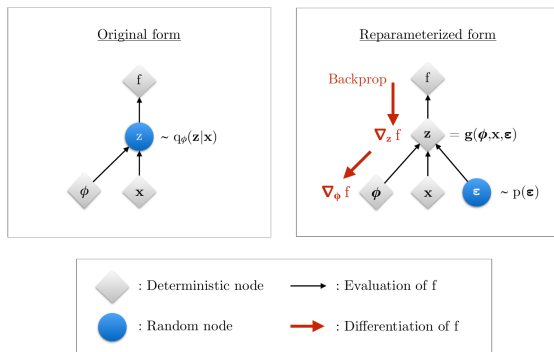 Original form
f
z ~ qϕ(z|x)
ϕ x
Reparameterized form
Backprop f
∇z f z = g(ϕ,x,ε)
∇ϕ f ϕ x ε ~ p(ε)
: Deterministic node : Evaluation of f
: Random node : Differentiation of f